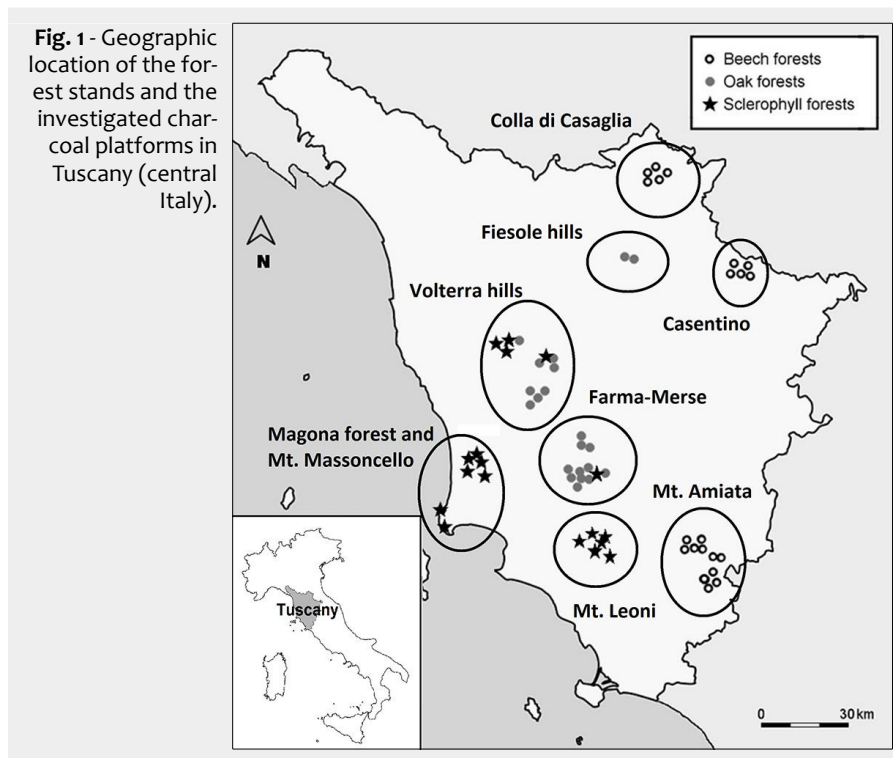 Fig. 1 - Geographic
location of the for-
est stands and the
investigated char-
coal platforms in
Tuscany (central
Italy).
Beech forests
Oak forests
Sclerophyll forests
Colla di Casaglia
N
Fiesole hills
Volterra hills
Casentino
Farma-Merse
Magona forest and
Mt. Massoncello
Mt. Amiata
Tuscany
Mt. Leoni
0 30 km